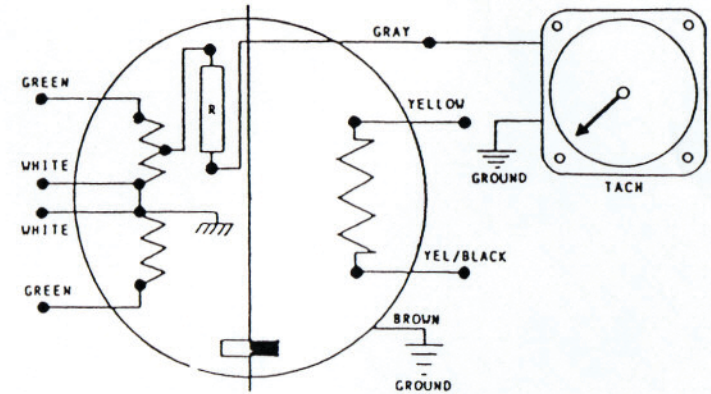 GRAY
GREEN
R
YELLOW
WHITE
GROUND
TACH
WHITE
YEL/BLACK
GREEN
BROWN
GROUND